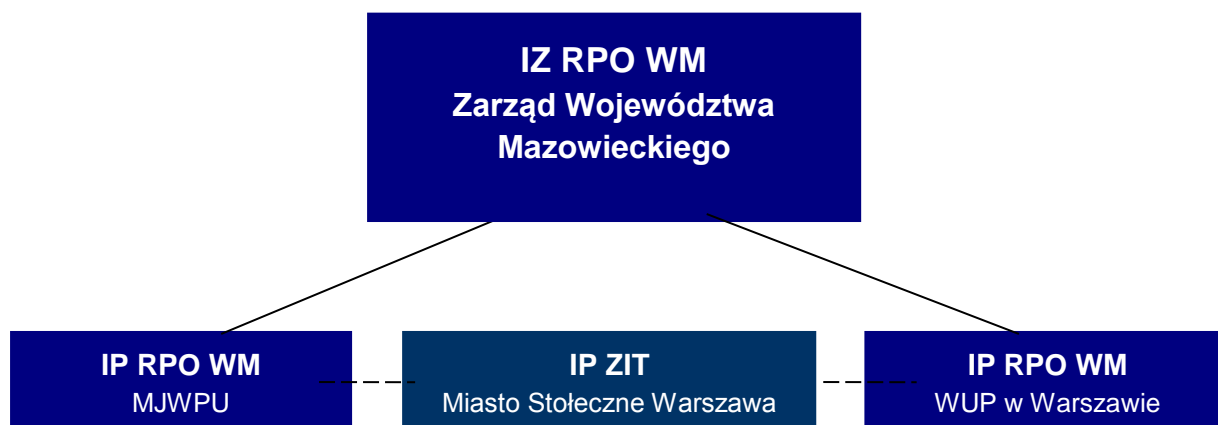 IZ RPO WM
Zarząd Województwa
Mazowieckiego
IP RPO WM
MJWPU
IP ZIT
Miasto Stołeczne Warszawa
IP RPO WM
WUP w Warszawie